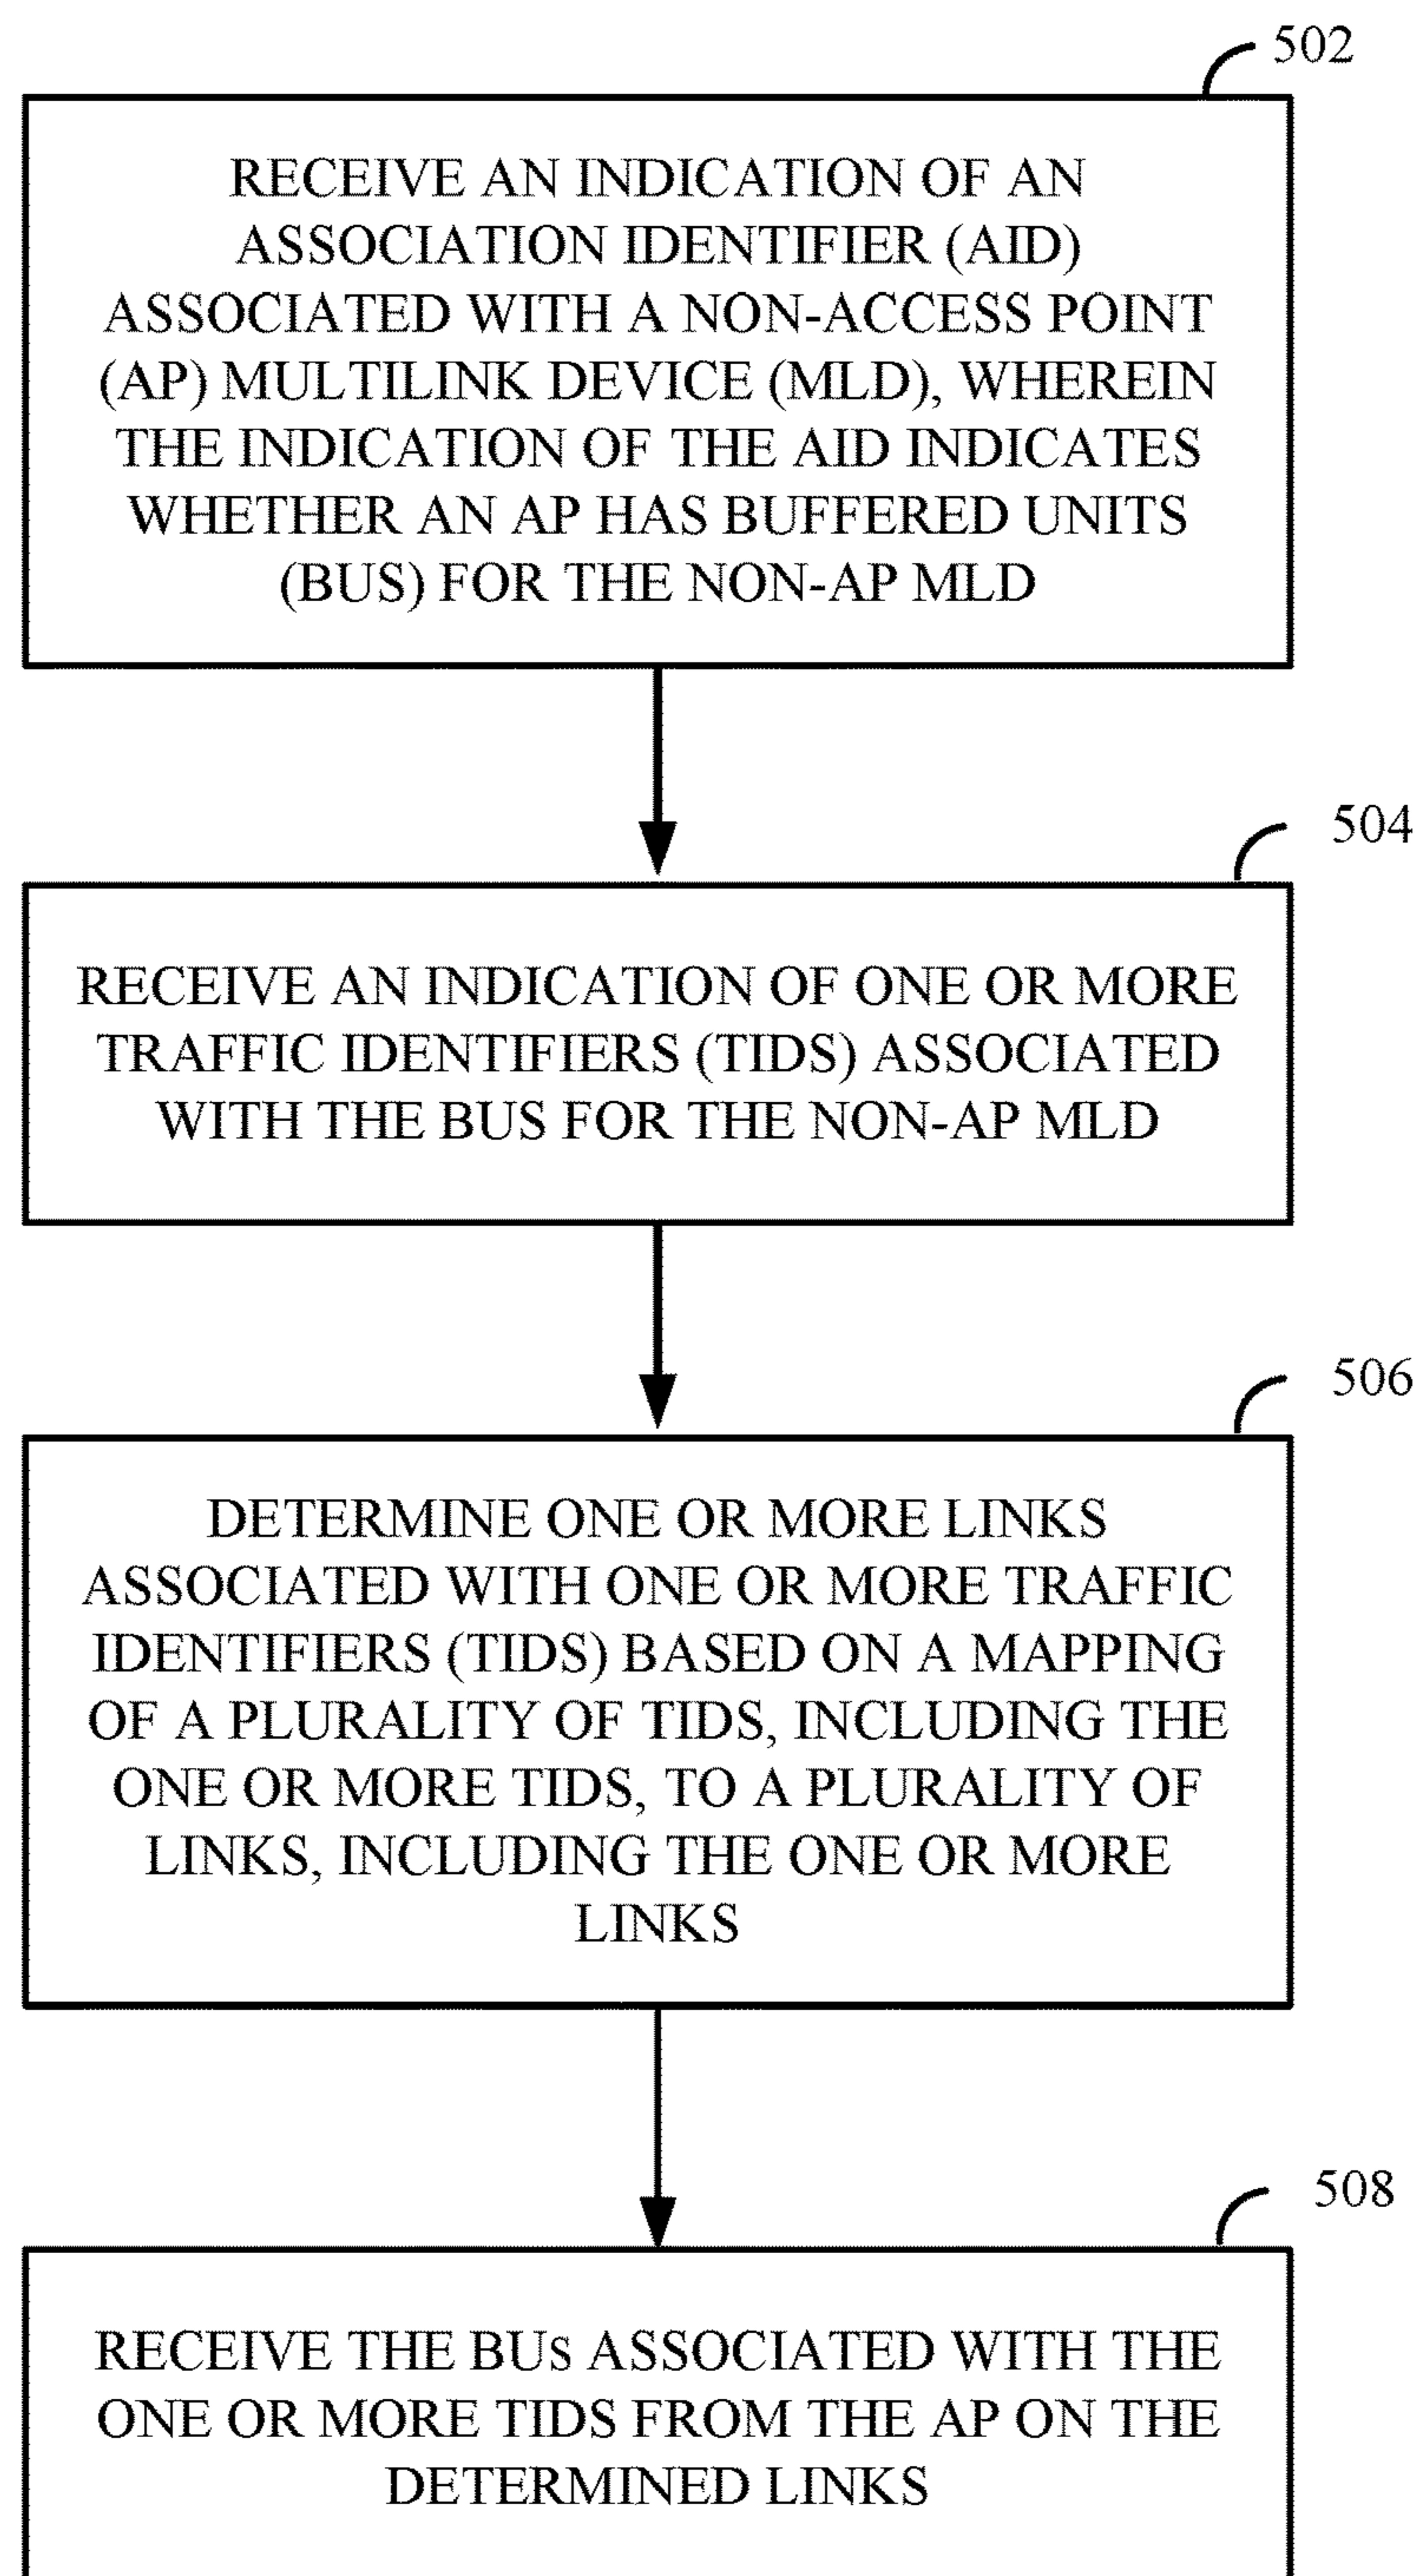 502
RECEIVE AN INDICATION OF AN
ASSOCIATION IDENTIFIER (AID)
ASSOCIATED WITH A NON-ACCESS POINT
(AP) MULTILINK DEVICE (MLD), WHEREIN
THE INDICATION OF THE AID INDICATES
WHETHER AN AP HAS BUFFERED UNITS
(BUS) FOR THE NON-AP MLD
504
RECEIVE AN INDICATION OF ONE OR MORE
TRAFFIC IDENTIFIERS (TIDS) ASSOCIATED
WITH THE BUS FOR THE NON-AP MLD
506
DETERMINE ONE OR MORE LINKS
ASSOCIATED WITH ONE OR MORE TRAFFIC
IDENTIFIERS (TIDS) BASED ON A MAPPING
OF A PLURALITY OF TIDS, INCLUDING THE
ONE OR MORE TIDS, TO A PLURALITY OF
LINKS, INCLUDING THE ONE OR MORE
LINKS
508
RECEIVE THE BUs ASSOCIATED WITH THE
ONE OR MORE TIDS FROM THE AP ON THE
DETERMINED LINKS